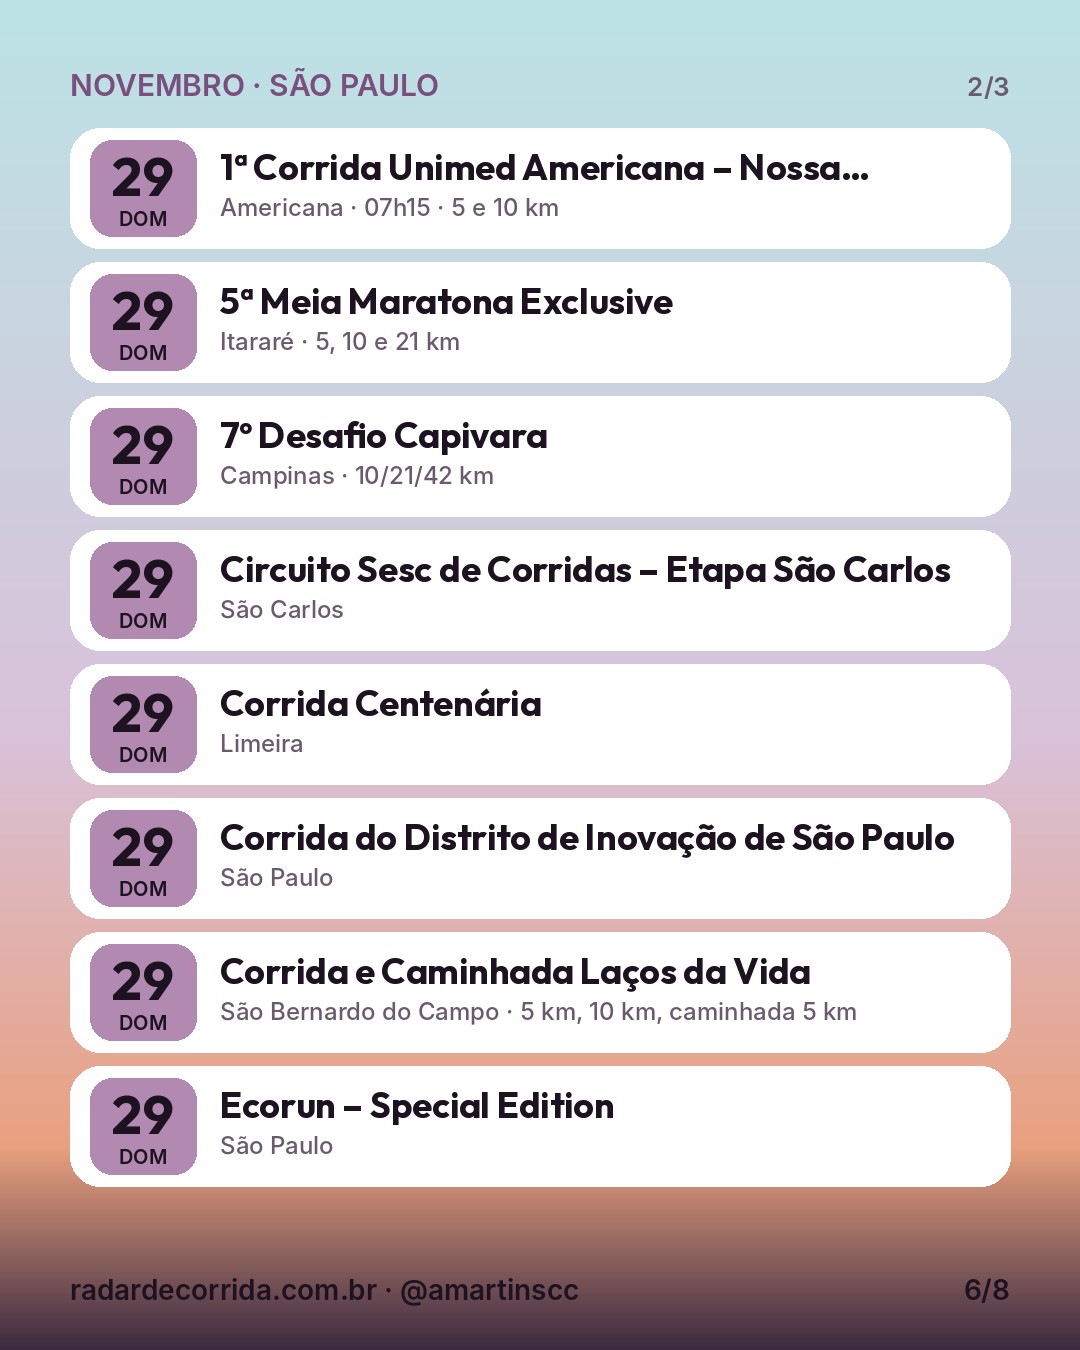 NOVEMBRO · SÃO PAULO
2/3
29
DOM
1ª Corrida Unimed Americana – Nossa...
Americana · 07h15 · 5 e 10 km
29
DOM
5ª Meia Maratona Exclusive
Itararé · 5, 10 e 21 km
29
DOM
7º Desafio Capivara
Campinas · 10/21/42 km
29
DOM
Circuito Sesc de Corridas – Etapa São Carlos
São Carlos
29
DOM
Corrida Centenária
Limeira
29
DOM
Corrida do Distrito de Inovação de São Paulo
São Paulo
29
DOM
Corrida e Caminhada Laços da Vida
São Bernardo do Campo · 5 km, 10 km, caminhada 5 km
29
DOM
Ecorun – Special Edition
São Paulo
radardecorrida.com.br · @amartinscc
6/8